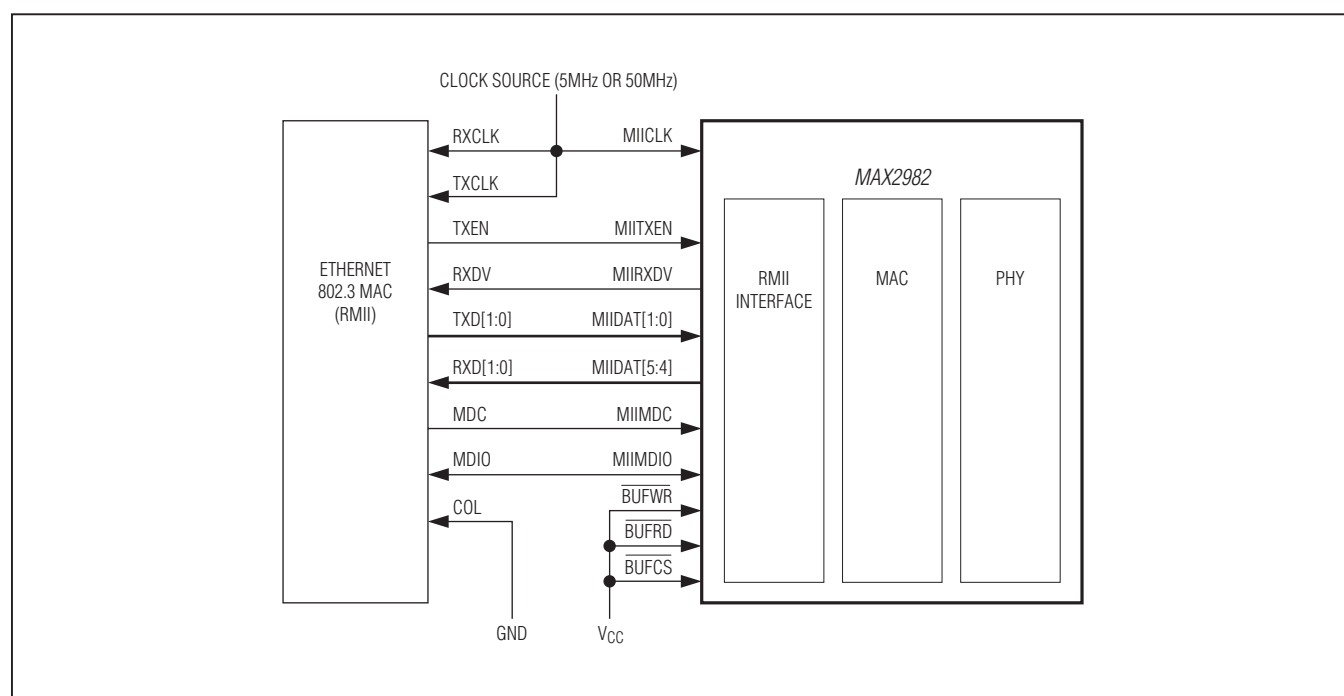 CLOCK SOURCE (5MHz OR 50MHz)
RXCLK MIICLK
MAX2982
TXCLK
TXEN MIITXEN
ETHERNET
802.3 MAC
(RMII)
RXDV MIIRXDV
RMII
INTERFACE
MAC
PHY
TXD[1:0] MIIDAT[1:0]
RXD[1:0] MIIDAT[5:4]
MDC MIIMDC
MDIO MIIMDIO
BUFWR
COL
BUFRD
BUFCS
GND
VCC